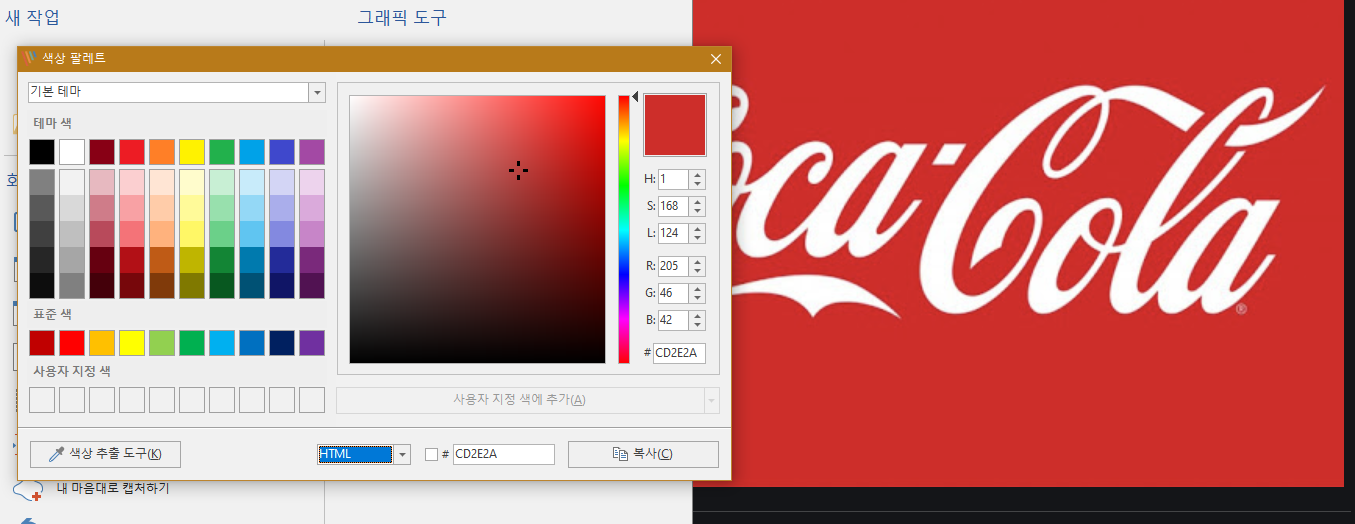 새 작업
그래픽 도구
색상 팔레트
기본 테마
테마 색
표준 색
사용자 지정 색
H: 1
S: 168
L: 124
R: 205
G: 46
B: 42
# CD2E2A
사용자 지정 색에 추가(A)
색상 추출 도구(K)
HTML
# CD2E2A
복사(C)
내 마음대로 캡처하기
Coca-Cola
®